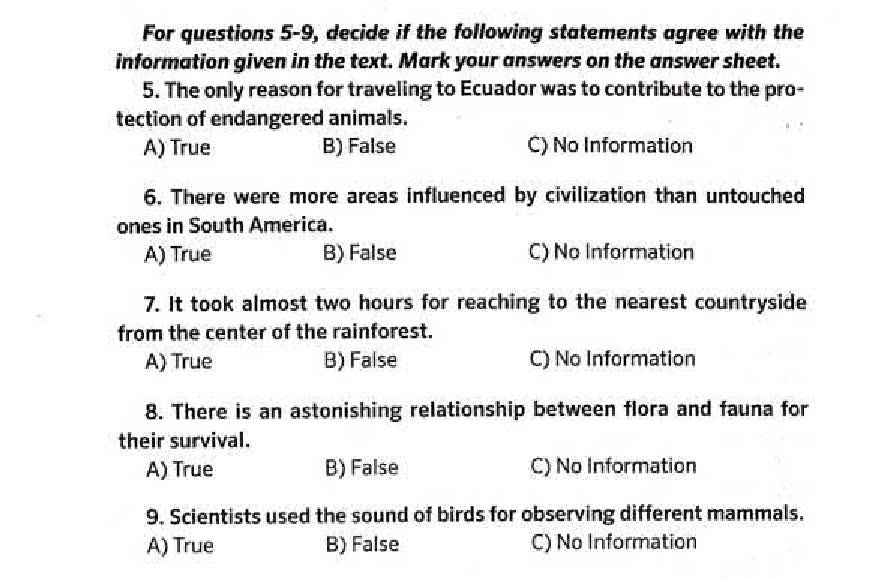 For questions 5-9, decide if the following statements agree with the
information given in the text. Mark your answers on the answer sheet.
5. The only reason for traveling to Ecuador was to contribute to the pro-
tection of endangered animals.
A) True B) False C) No Information
6. There were more areas influenced by civilization than untouched
ones in South America.
A) True B) False C) No Information
7. It took almost two hours for reaching to the nearest countryside
from the center of the rainforest.
A) True B) False C) No Information
8. There is an astonishing relationship between flora and fauna for
their survival.
A) True B) False C) No Information
9. Scientists used the sound of birds for observing different mammals.
A) True B) False C) No Information